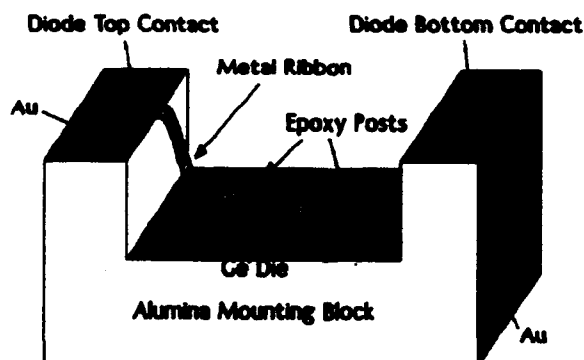 Diode Top Contact
Diode Bottom Contact
Metal Ribbon
Au
Epoxy Posts
Ge Die
Alumina Mounting Block
Au